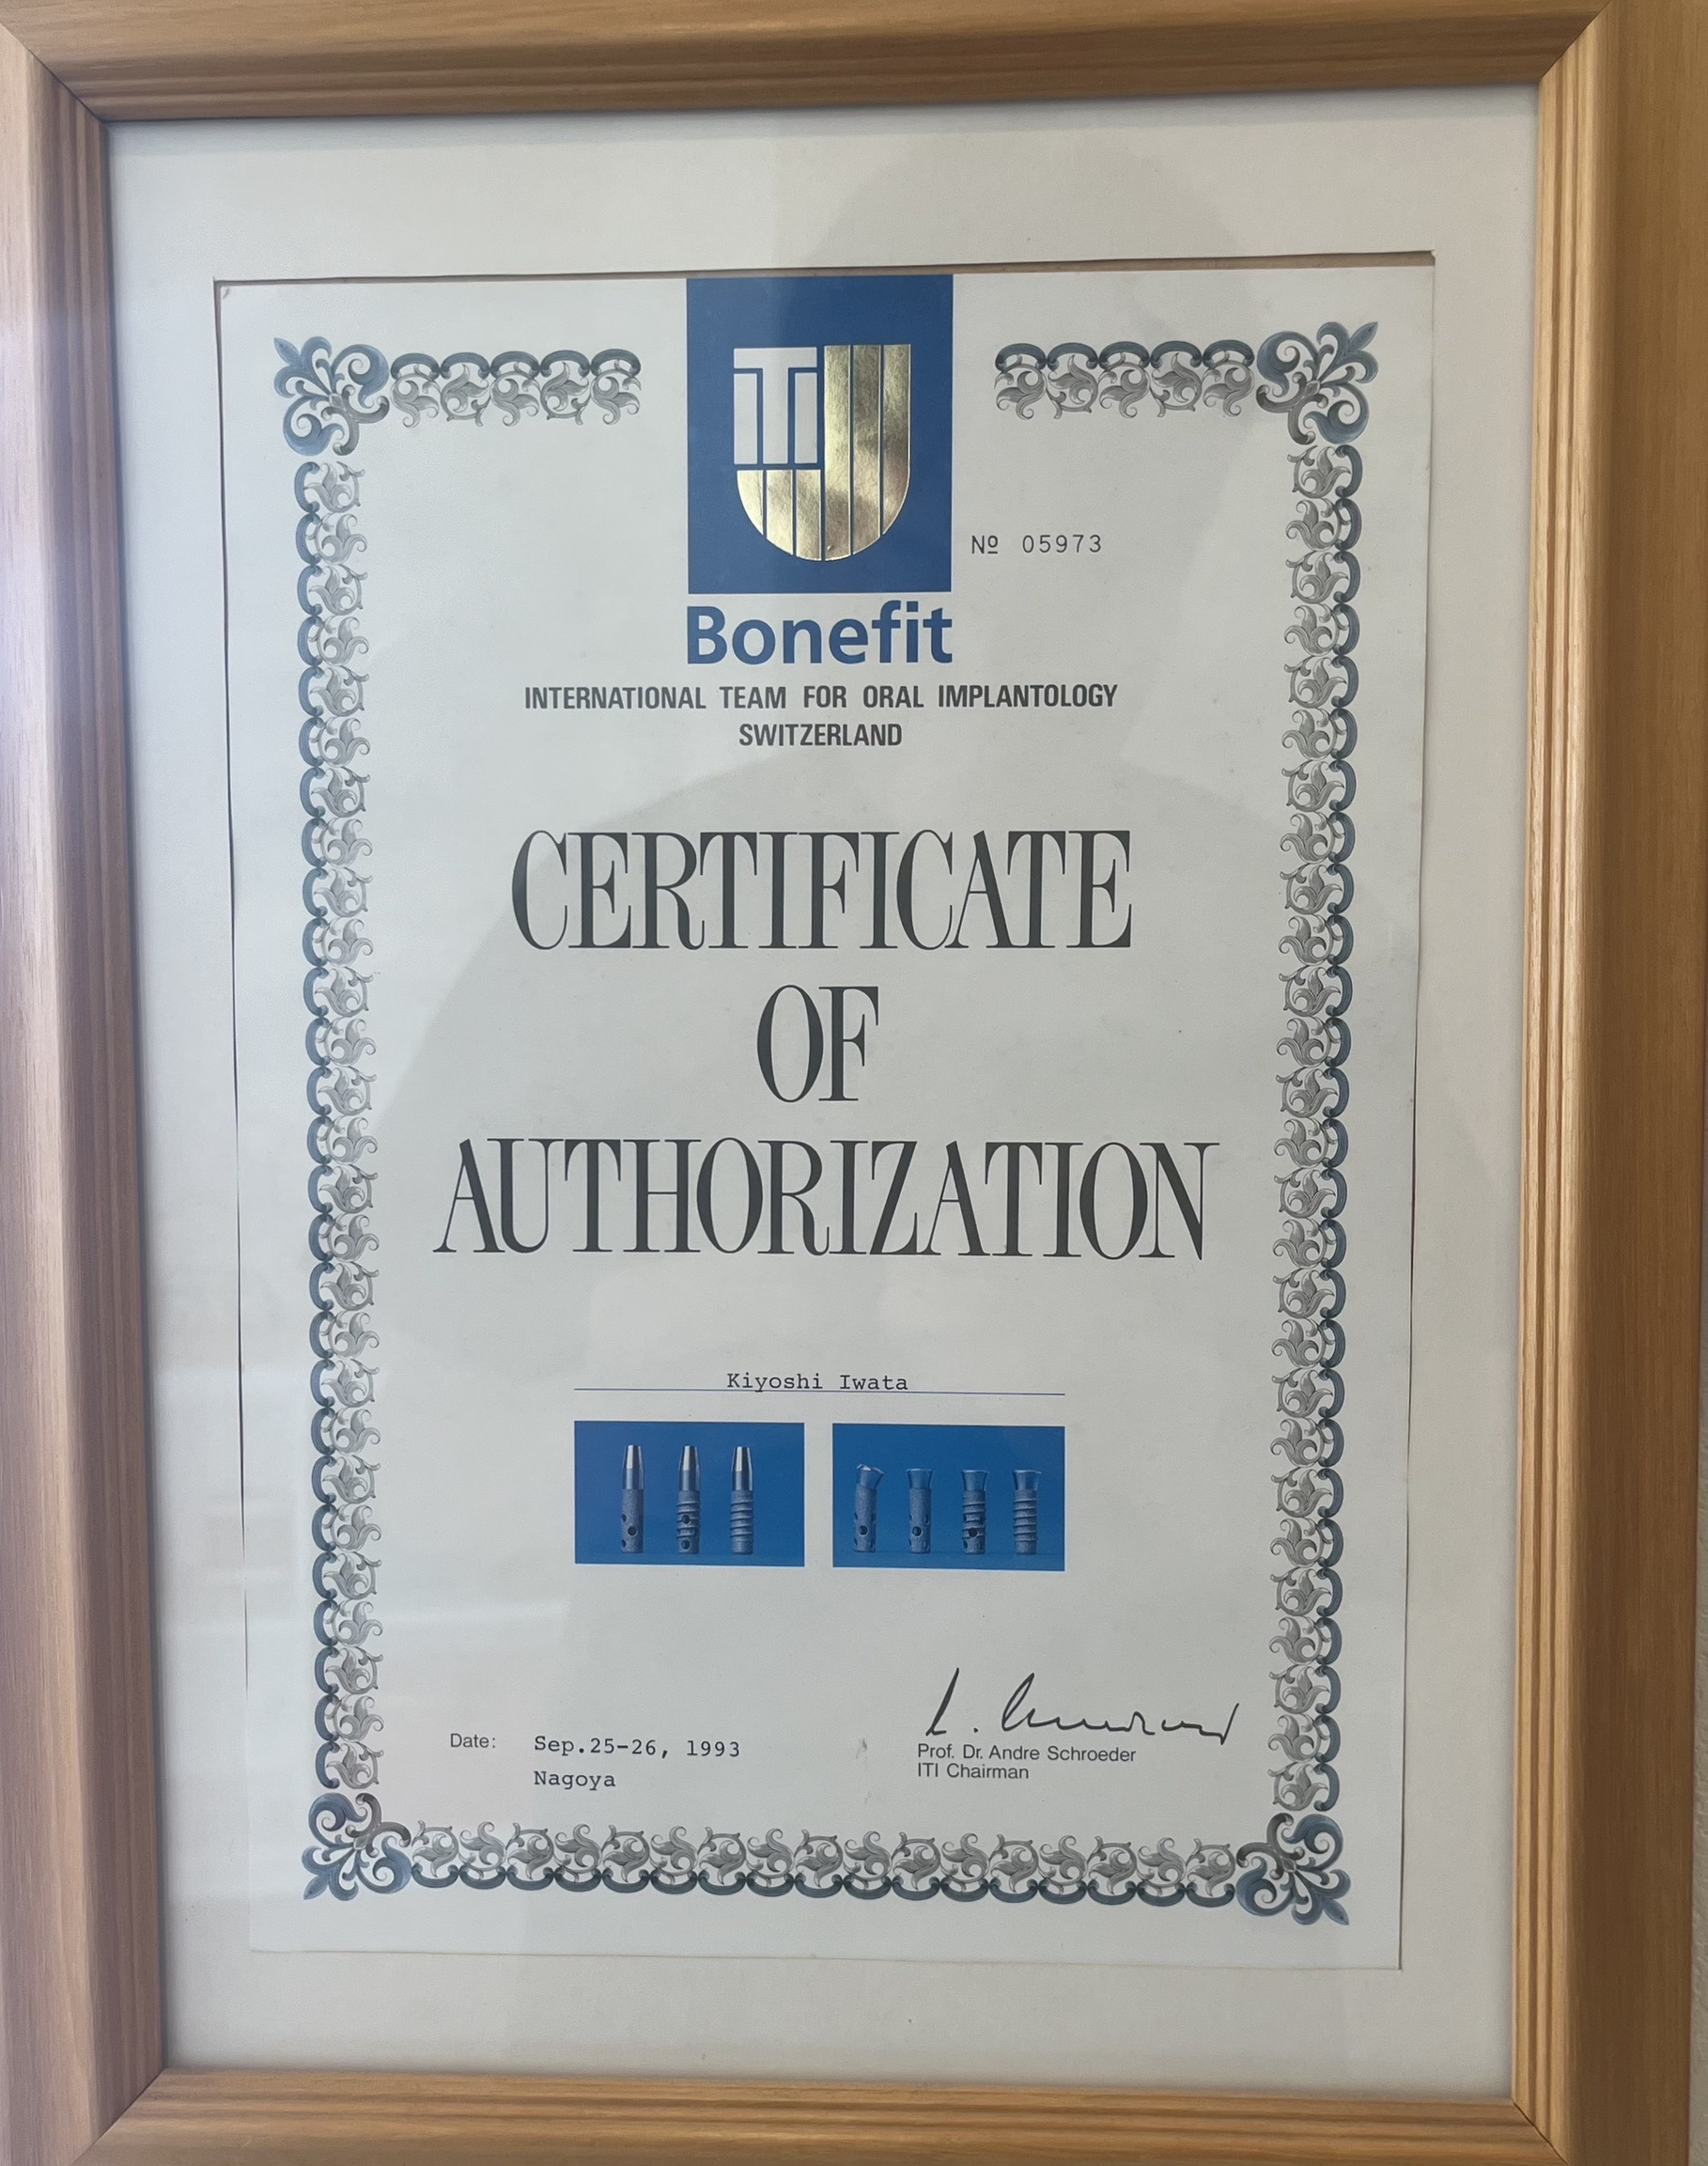 ITI
Nº 05973
Bonefit
INTERNATIONAL TEAM FOR ORAL IMPLANTOLOGY
SWITZERLAND
CERTIFICATE
OF
AUTHORIZATION
Kiyoshi Iwata
Date: Sep.25-26, 1993
Nagoya
Prof. Dr. Andre Schroeder
ITI Chairman